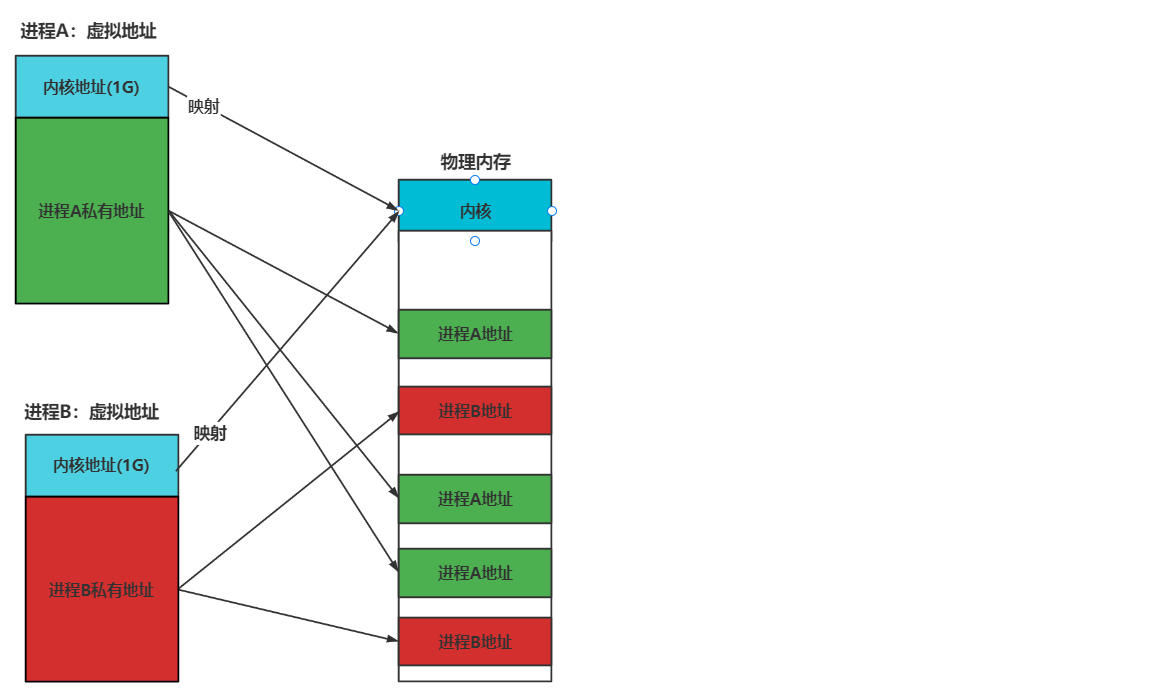 进程A：虚拟地址
内核地址(1G)
映射
进程A私有地址
物理内存
内核
进程A地址
进程B地址
进程B：虚拟地址
映射
内核地址(1G)
进程A地址
进程A地址
进程B私有地址
进程B地址